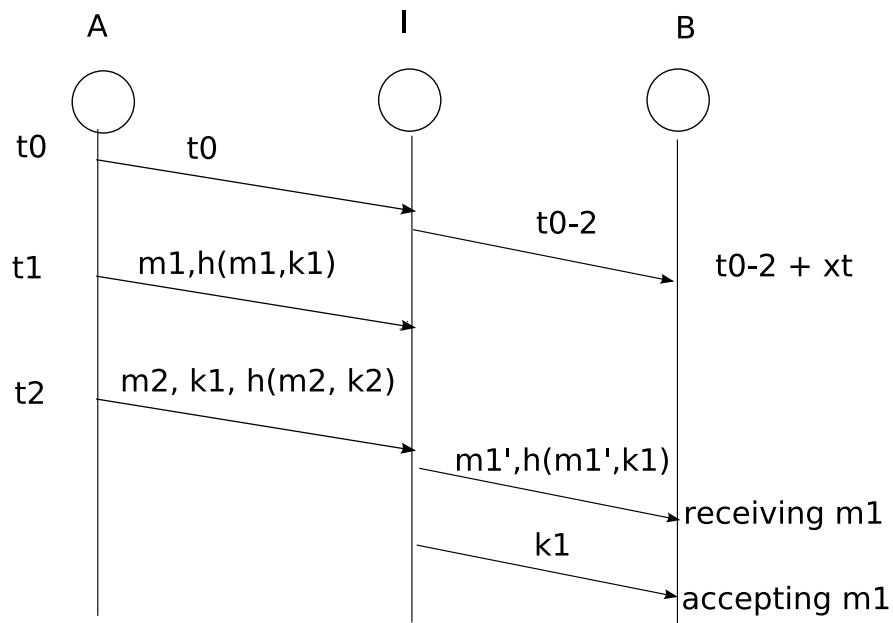 A
I
B
t0
t0
t0-2
t0-2 + xt
t1
m1,h(m1,k1)
t2
m2, k1, h(m2, k2)
m1',h(m1',k1)
receiving m1
k1
accepting m1